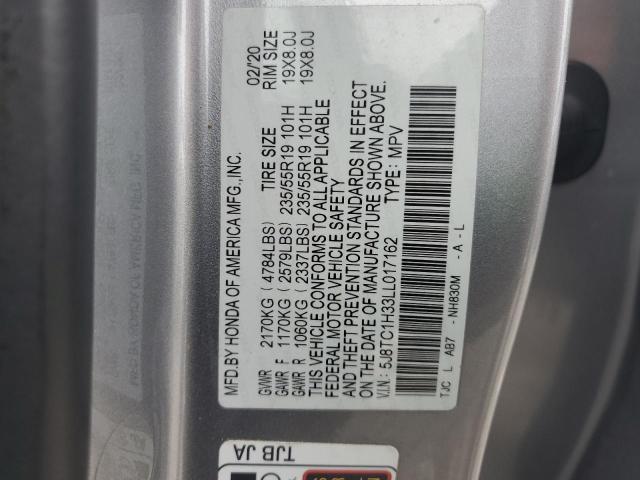 MFD.BY HONDA OF AMERICA MFG.,INC. 02/'20
GVWR 2170KG ( 4784LBS) TIRE SIZE RIM SIZE
GAWR F 1170KG ( 2579LBS) 235/55R19 101H 19X8.0J
GAWR R 1060KG ( 2337LBS) 235/55R19 101H 19X8.0J
THIS VEHICLE CONFORMS TO ALL APPLICABLE
FEDERAL MOTOR VEHICLE SAFETY
AND THEFT PREVENTION STANDARDS IN EFFECT
ON THE DATE OF MANUFACTURE SHOWN ABOVE.
V.I.N.: 5J8TC1H33LL017162 TYPE: MPV
TJC L AB7 - NH830M - A - L
TJB JA